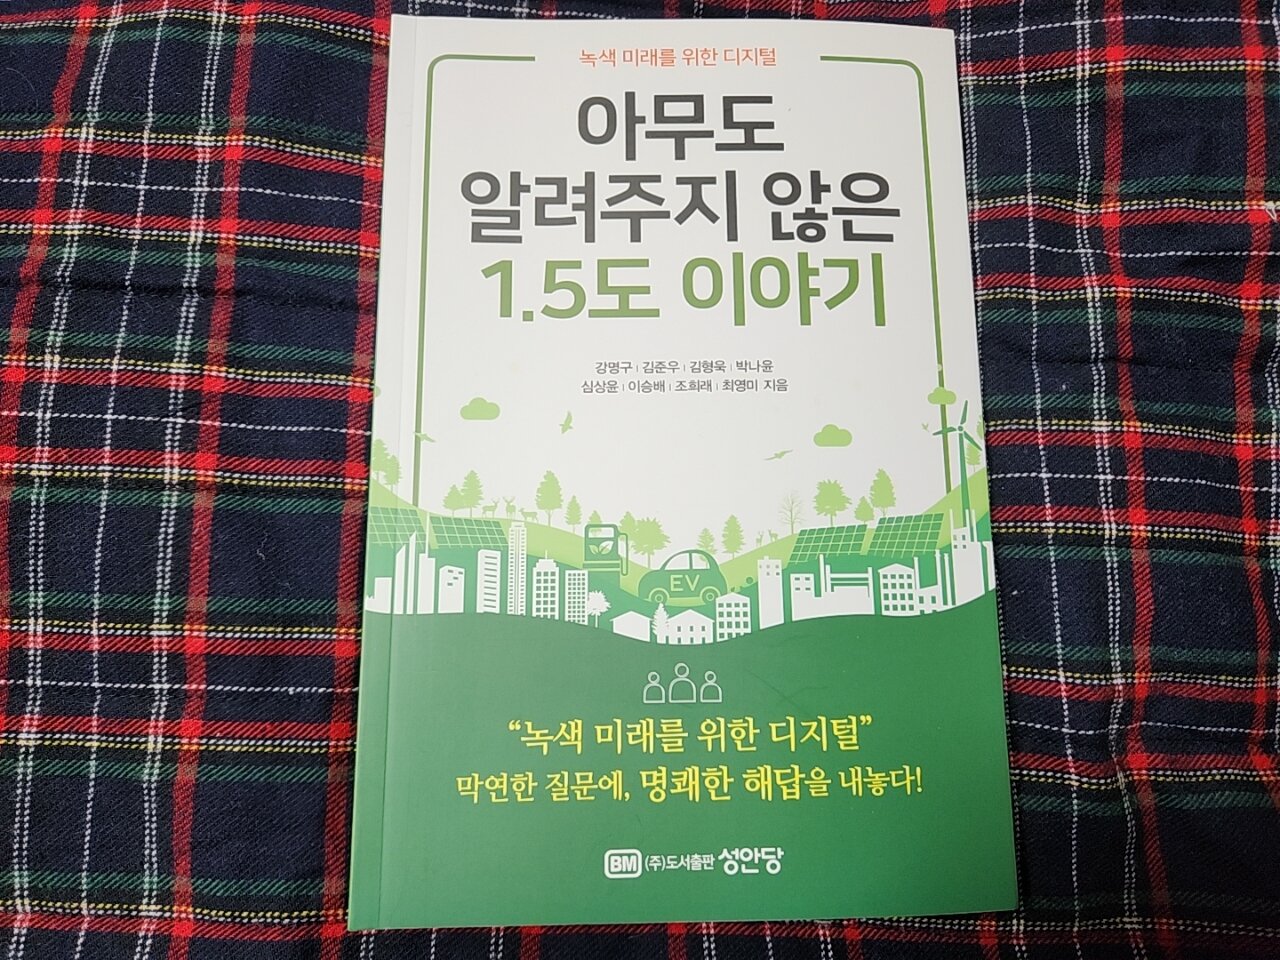 녹색 미래를 위한 디지털
아무도
알려주지 않은
1.5도 이야기
강명구 | 김준우 | 김형욱 | 박나윤
심상윤 | 이승배 | 조희래 | 최영미 지음
EV
“녹색 미래를 위한 디지털”
막연한 질문에, 명쾌한 해답을 내놓다!
BM (주)도서출판 성안당